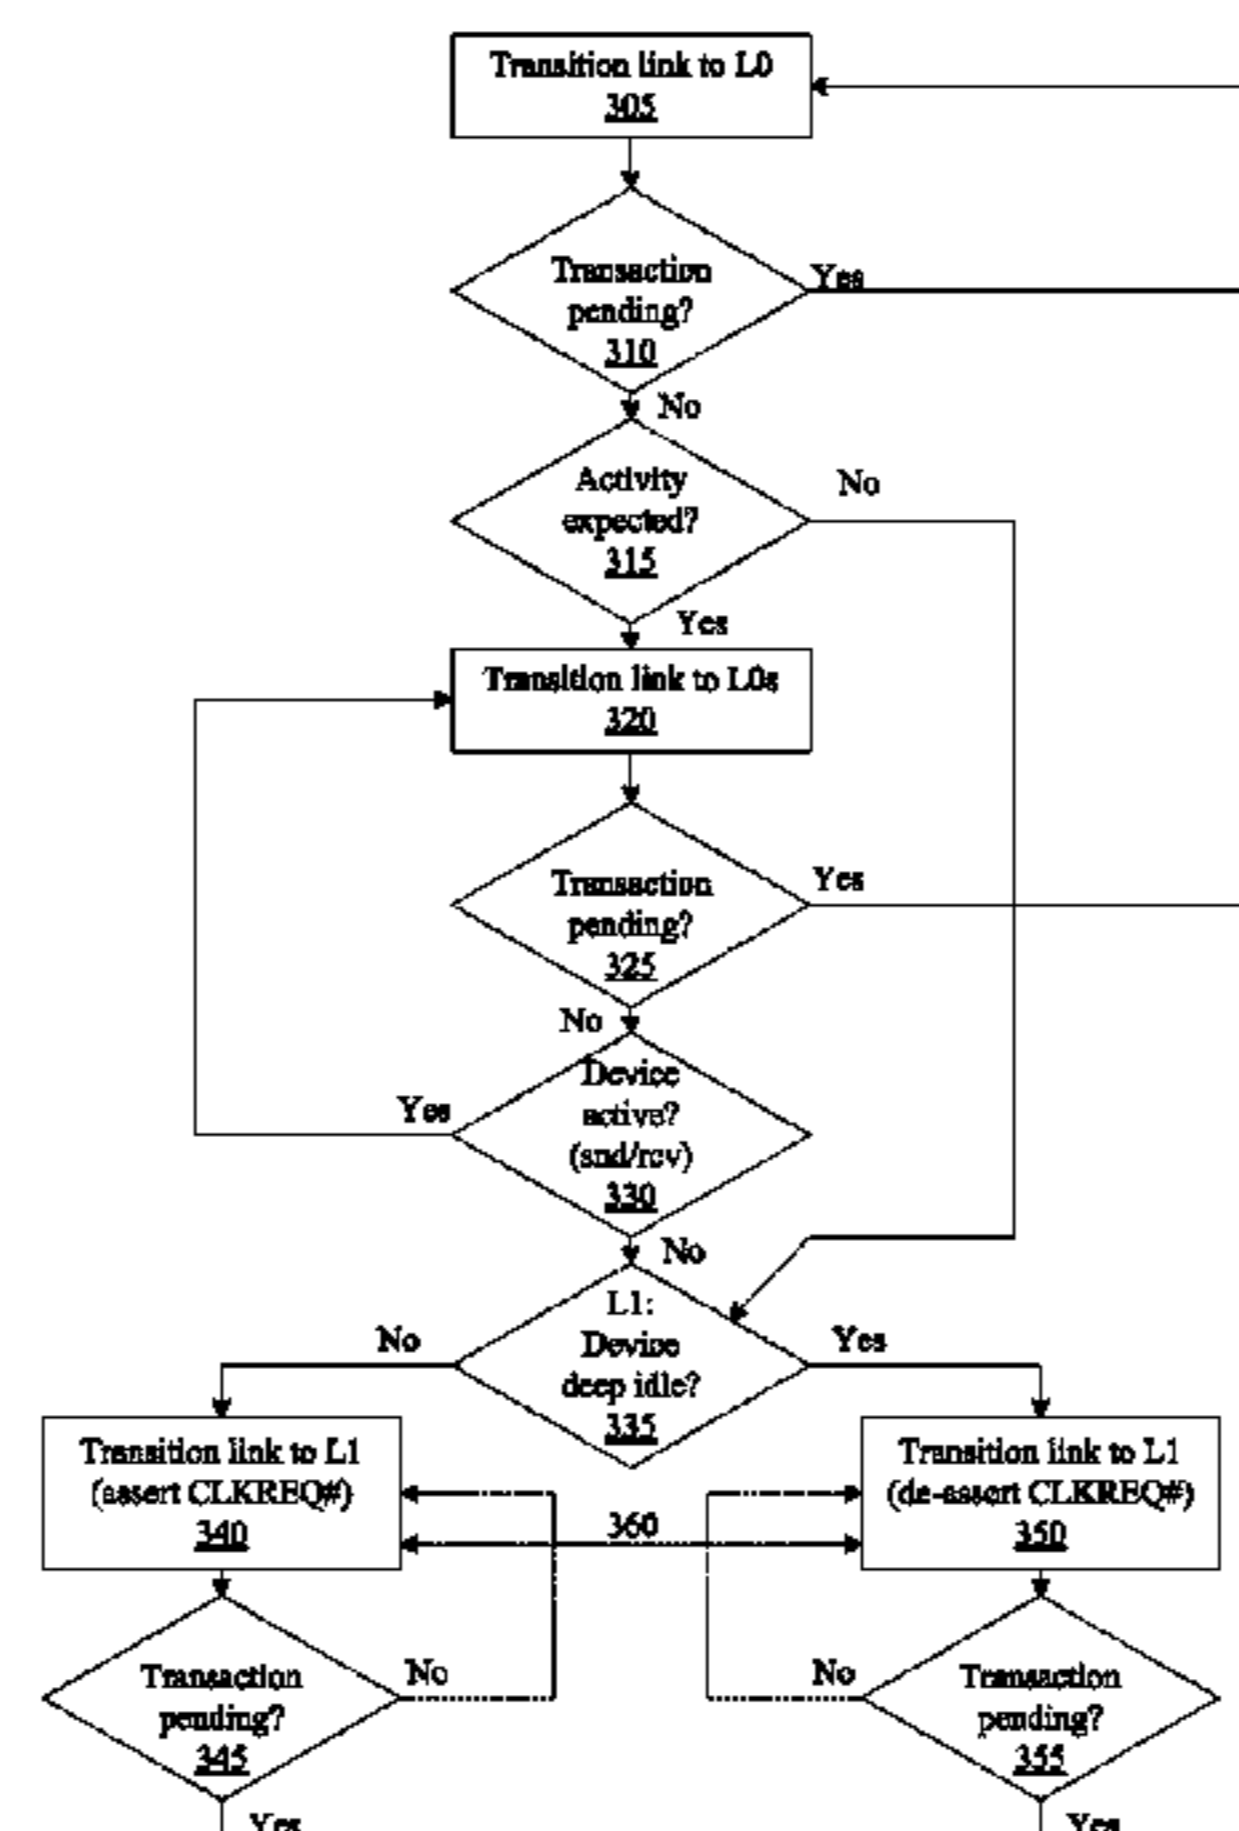 Transition link to L0
305
Transaction
pending?
310
Yes
No
Activity
expected?
315
No
Yes
Transition link to L0s
320
Transaction
pending?
325
Yes
No
Device
active?
(snd/rcv)
330
Yes
No
L1:
Device
deep idle?
335
No
Yes
Transition link to L1
(assert CLKREQ#)
340
360
Transition link to L1
(de-assert CLKREQ#)
350
Transaction
pending?
345
No
Yes
No
Transaction
pending?
355
Yes